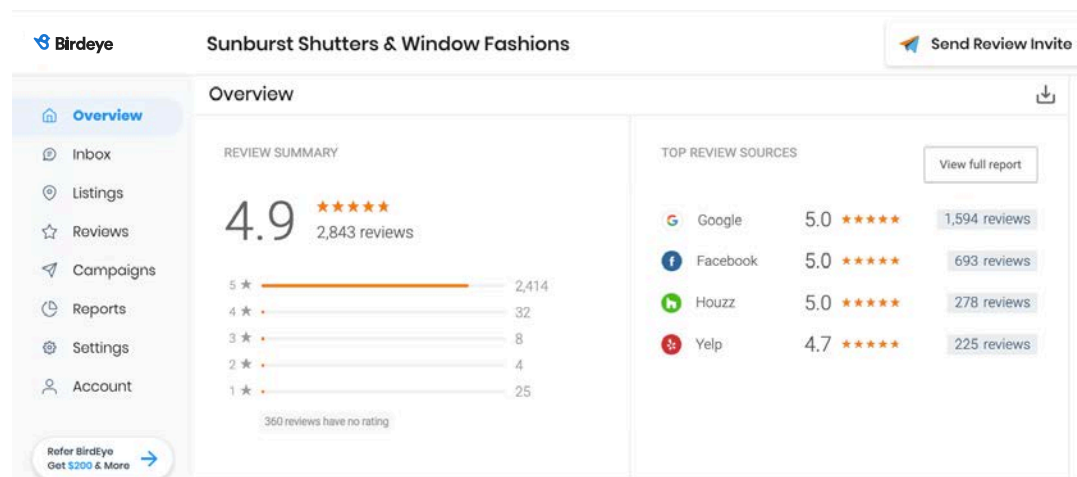 Birdeye
Sunburst Shutters & Window Fashions
Send Review Invite
Overview
Inbox
Listings
Reviews
Campaigns
Reports
Settings
Account
Refer BirdEye
Get $200 & More
Overview
REVIEW SUMMARY
4.9
2,843 reviews
5 ★ 2,414
4 ★ 32
3 ★ 8
2 ★ 4
1 ★ 25
360 reviews have no rating
TOP REVIEW SOURCES
View full report
Google 5.0 ★★★★★ 1,594 reviews
Facebook 5.0 ★★★★★ 693 reviews
Houzz 5.0 ★★★★★ 278 reviews
Yelp 4.7 ★★★★★ 225 reviews